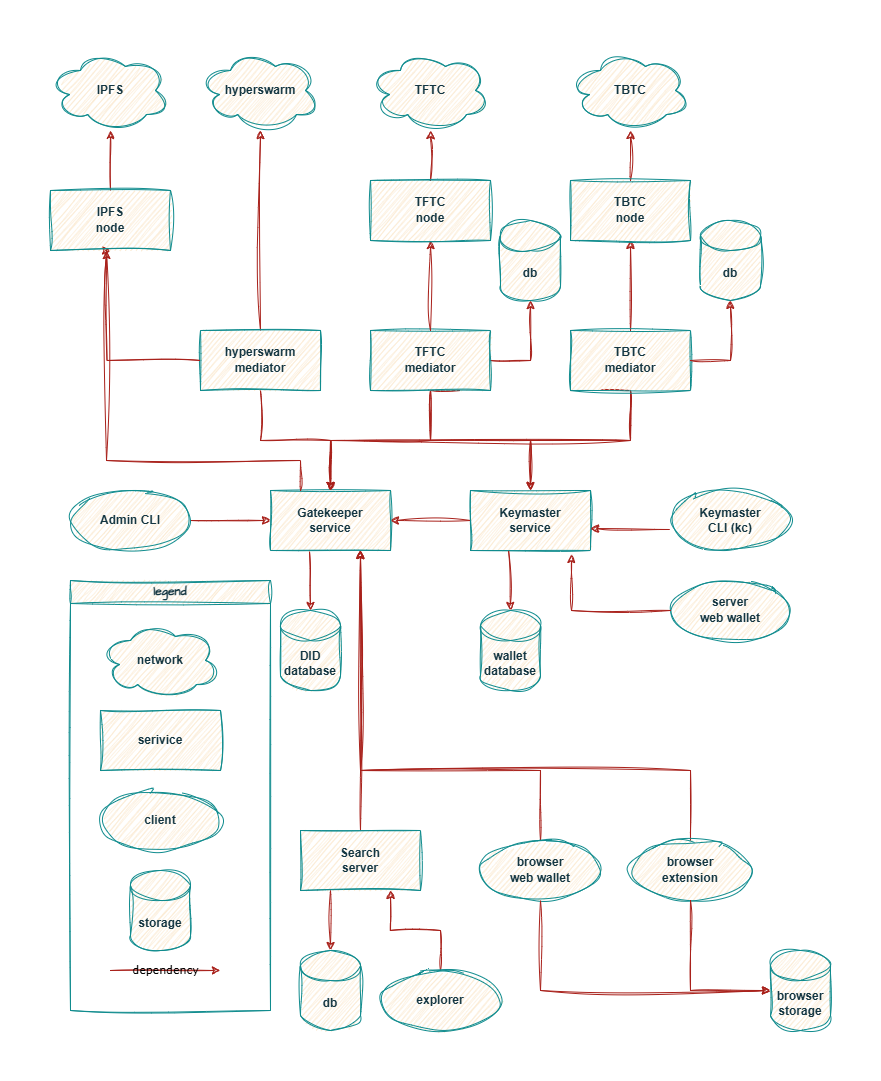 IPFS
hyperswarm
TFTC
TBTC
IPFS
node
TFTC
node
TBTC
node
db
db
hyperswarm
mediator
TFTC
mediator
TBTC
mediator
Admin CLI
Gatekeeper
service
Keymaster
service
Keymaster
CLI (kc)
legend
server
web wallet
network
DID
database
wallet
database
serivice
client
Search
server
browser
web wallet
browser
extension
storage
dependency
db
explorer
browser
storage